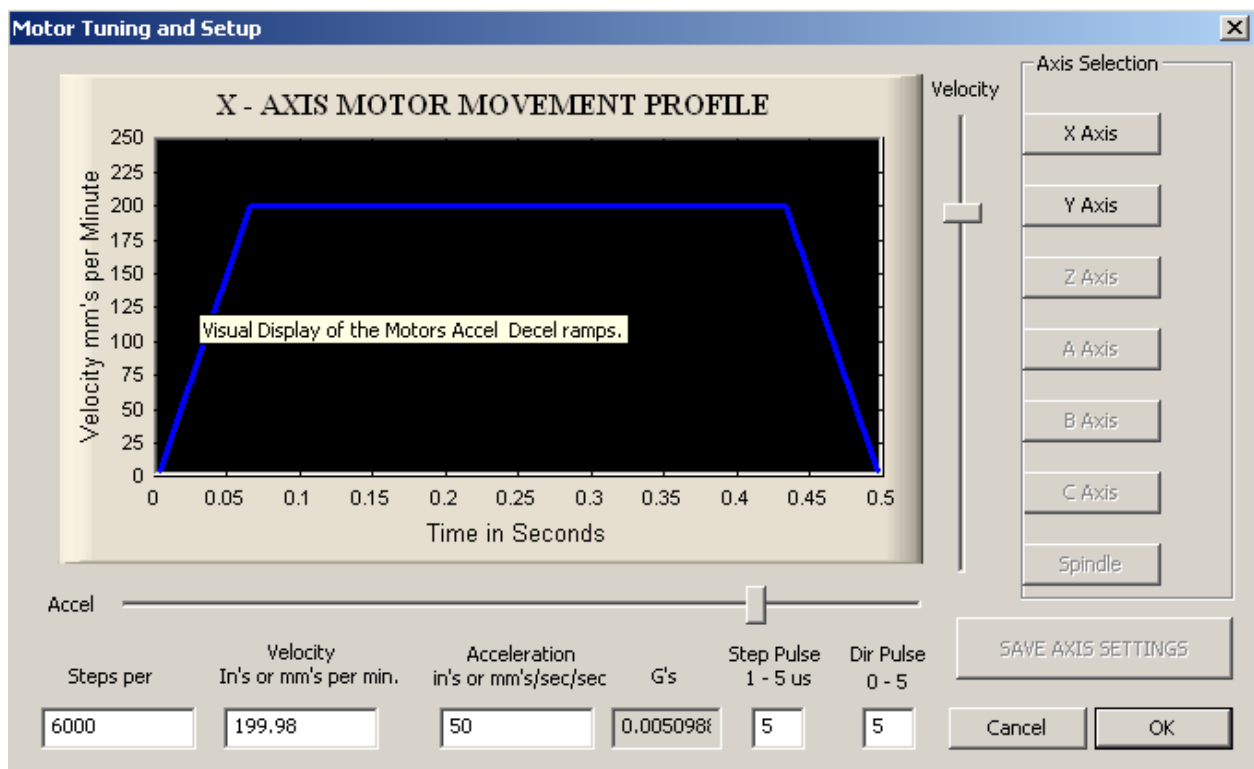 Motor Tuning and Setup
X - AXIS MOTOR MOVEMENT PROFILE
Velocity mm's per Minute
250
225
200
175
150
125
100
75
50
25
0
Visual Display of the Motors Accel  Decel ramps.
0 0.05 0.1 0.15 0.2 0.25 0.3 0.35 0.4 0.45 0.5
Time in Seconds
Velocity
Axis Selection
X Axis
Y Axis
Z Axis
A Axis
B Axis
C Axis
Spindle
Accel
Steps per
6000
Velocity
In's or mm's per min.
199.98
Acceleration
in's or mm's/sec/sec
50
G's
0.005098
Step Pulse
1 - 5 us
5
Dir Pulse
0 - 5
5
SAVE AXIS SETTINGS
Cancel
OK